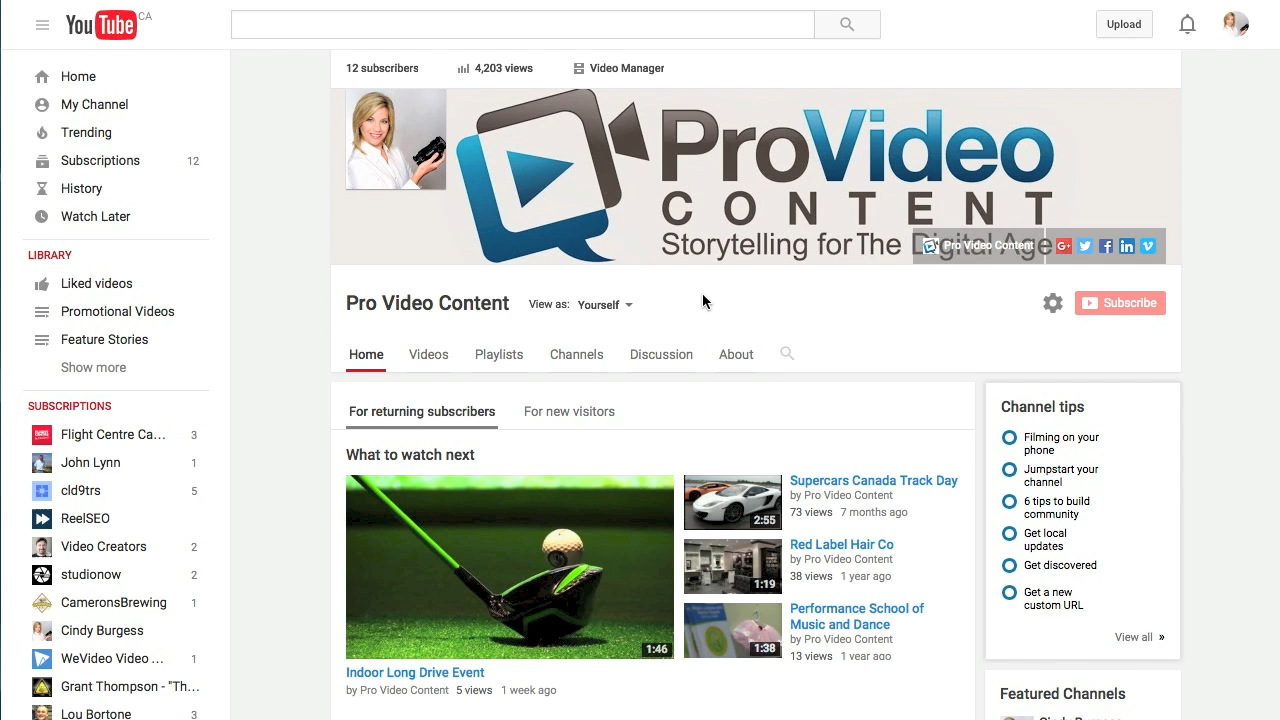 YouTube CA
Upload
Home
My Channel
Trending
Subscriptions 12
History
Watch Later
LIBRARY
Liked videos
Promotional Videos
Feature Stories
Show more
SUBSCRIPTIONS
Flight Centre Ca... 3
John Lynn 1
cld9trs 5
ReelSEO
Video Creators 2
studionow 2
CameronsBrewing 1
Cindy Burgess
WeVideo Video ... 1
Grant Thompson - "Th...
Lou Bortone 3
12 subscribers 4,203 views Video Manager
ProVideo
CONTENT
Storytelling for The Digital Age
Pro Video Content
Pro Video Content View as: Yourself
Subscribe
Home Videos Playlists Channels Discussion About
For returning subscribers For new visitors
What to watch next
1:46
Indoor Long Drive Event
by Pro Video Content 5 views 1 week ago
2:55
Supercars Canada Track Day
by Pro Video Content
73 views 7 months ago
1:19
Red Label Hair Co
by Pro Video Content
38 views 1 year ago
1:38
Performance School of
Music and Dance
by Pro Video Content
13 views 1 year ago
Channel tips
Filming on your
phone
Jumpstart your
channel
6 tips to build
community
Get local
updates
Get discovered
Get a new
custom URL
View all »
Featured Channels
Cindy Burgess